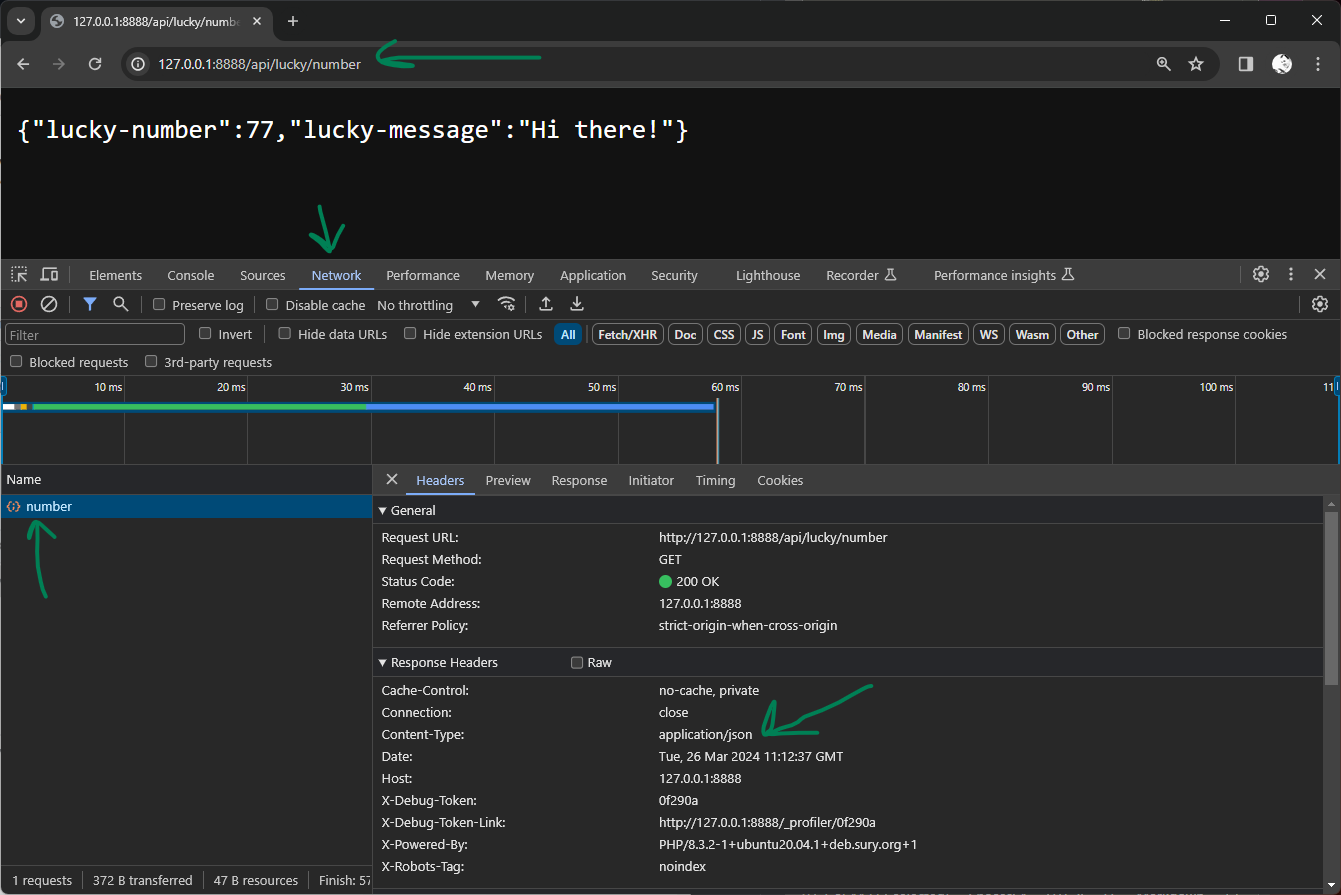 127.0.0.1:8888/api/lucky/numbe
127.0.0.1:8888/api/lucky/number
{"lucky-number":77,"lucky-message":"Hi there!"}
Elements Console Sources Network Performance Memory Application Security Lighthouse Recorder Performance insights
Preserve log Disable cache No throttling
Filter Invert Hide data URLs Hide extension URLs All Fetch/XHR Doc CSS JS Font Img Media Manifest WS Wasm Other Blocked response cookies
Blocked requests 3rd-party requests
10 ms 20 ms 30 ms 40 ms 50 ms 60 ms 70 ms 80 ms 90 ms 100 ms 11
Name
Headers Preview Response Initiator Timing Cookies
number
General
Request URL: http://127.0.0.1:8888/api/lucky/number
Request Method: GET
Status Code: 200 OK
Remote Address: 127.0.0.1:8888
Referrer Policy: strict-origin-when-cross-origin
Response Headers Raw
Cache-Control: no-cache, private
Connection: close
Content-Type: application/json
Date: Tue, 26 Mar 2024 11:12:37 GMT
Host: 127.0.0.1:8888
X-Debug-Token: 0f290a
X-Debug-Token-Link: http://127.0.0.1:8888/_profiler/0f290a
X-Powered-By: PHP/8.3.2-1+ubuntu20.04.1+deb.sury.org+1
X-Robots-Tag: noindex
1 requests 372 B transferred 47 B resources Finish: 57